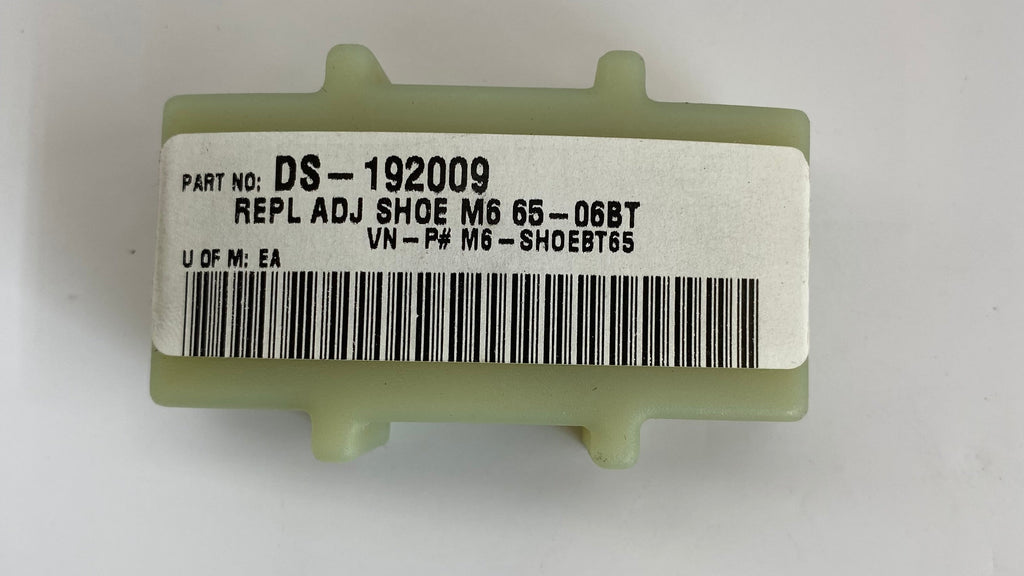 PART NO: DS-192009
REPL ADJ SHOE M6 65-06BT
VN-P# M6-SHOEBT65
U OF M: EA